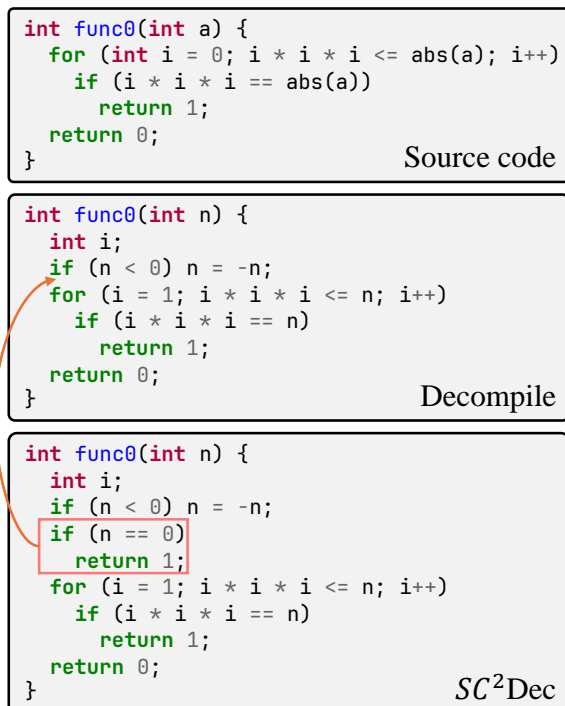 int func0(int a) {
for (int i = 0; i * i * i <= abs(a); i++)
if (i * i * i == abs(a))
return 1;
return 0;
}
Source code
int func0(int n) {
int i;
if (n < 0) n = -n;
for (i = 1; i * i * i <= n; i++)
if (i * i * i == n)
return 1;
return 0;
}
Decompile
int func0(int n) {
int i;
if (n < 0) n = -n;
if (n == 0)
return 1;
for (i = 1; i * i * i <= n; i++)
if (i * i * i == n)
return 1;
return 0;
}
SC²Dec